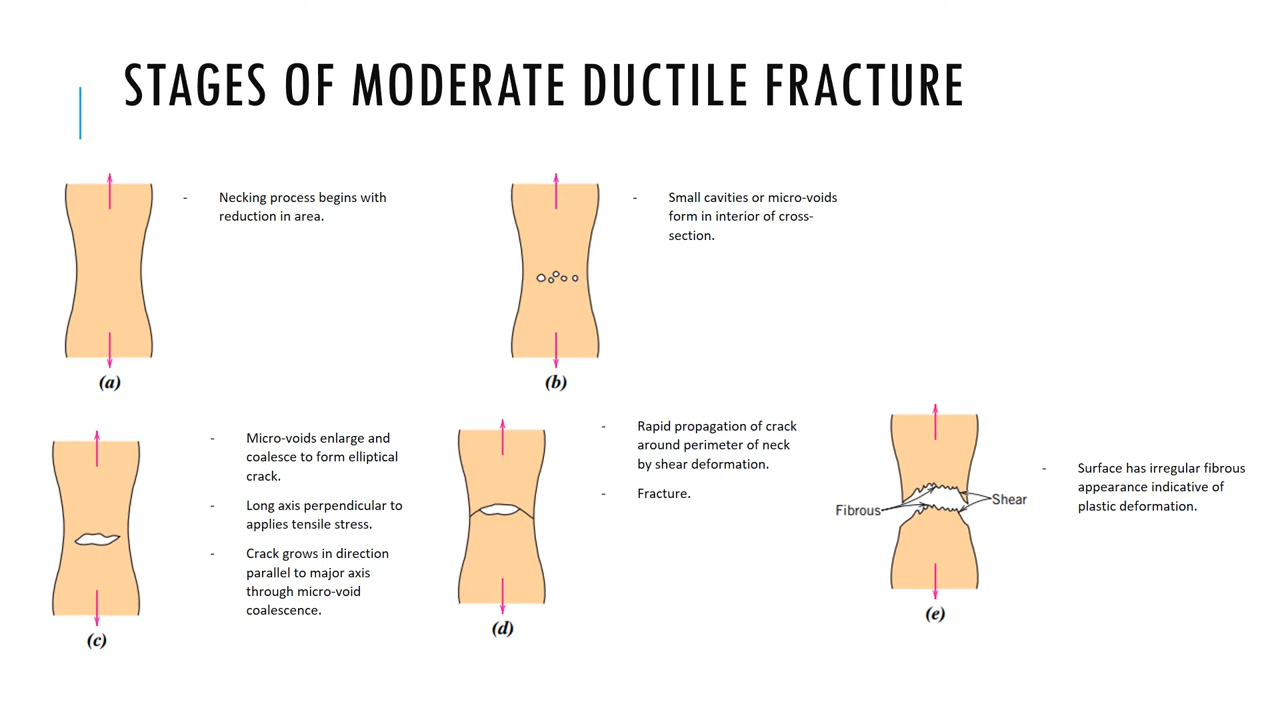 STAGES OF MODERATE DUCTILE FRACTURE
- Necking process begins with
reduction in area.
(a)
- Small cavities or micro-voids
form in interior of cross-
section.
(b)
- Micro-voids enlarge and
coalesce to form elliptical
crack.
- Long axis perpendicular to
applies tensile stress.
- Crack grows in direction
parallel to major axis
through micro-void
coalescence.
(c)
- Rapid propagation of crack
around perimeter of neck
by shear deformation.
- Fracture.
(d)
Fibrous
Shear
(e)
- Surface has irregular fibrous
appearance indicative of
plastic deformation.